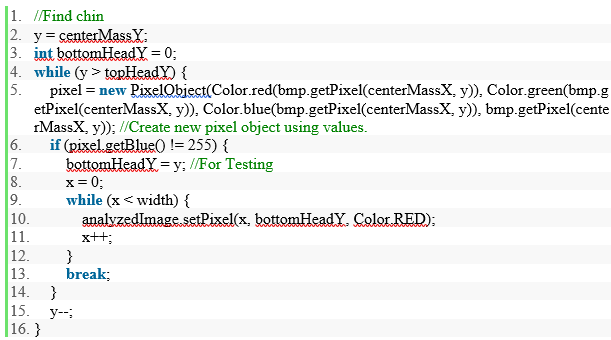 1. //Find chin
2. y = centerMassY;
3. int bottomHeadY = 0;
4. while (y > topHeadY) {
5. pixel = new PixelObject(Color.red(bmp.getPixel(centerMassX, y)), Color.green(bmp.g
etPixel(centerMassX, y)), Color.blue(bmp.getPixel(centerMassX, y)), bmp.getPixel(cente
rMassX, y)); //Create new pixel object using values.
6. if (pixel.getBlue() != 255) {
7. bottomHeadY = y; //For Testing
8. x = 0;
9. while (x < width) {
10. analyzedImage.setPixel(x, bottomHeadY, Color.RED);
11. x++;
12. }
13. break;
14. }
15. y--;
16. }